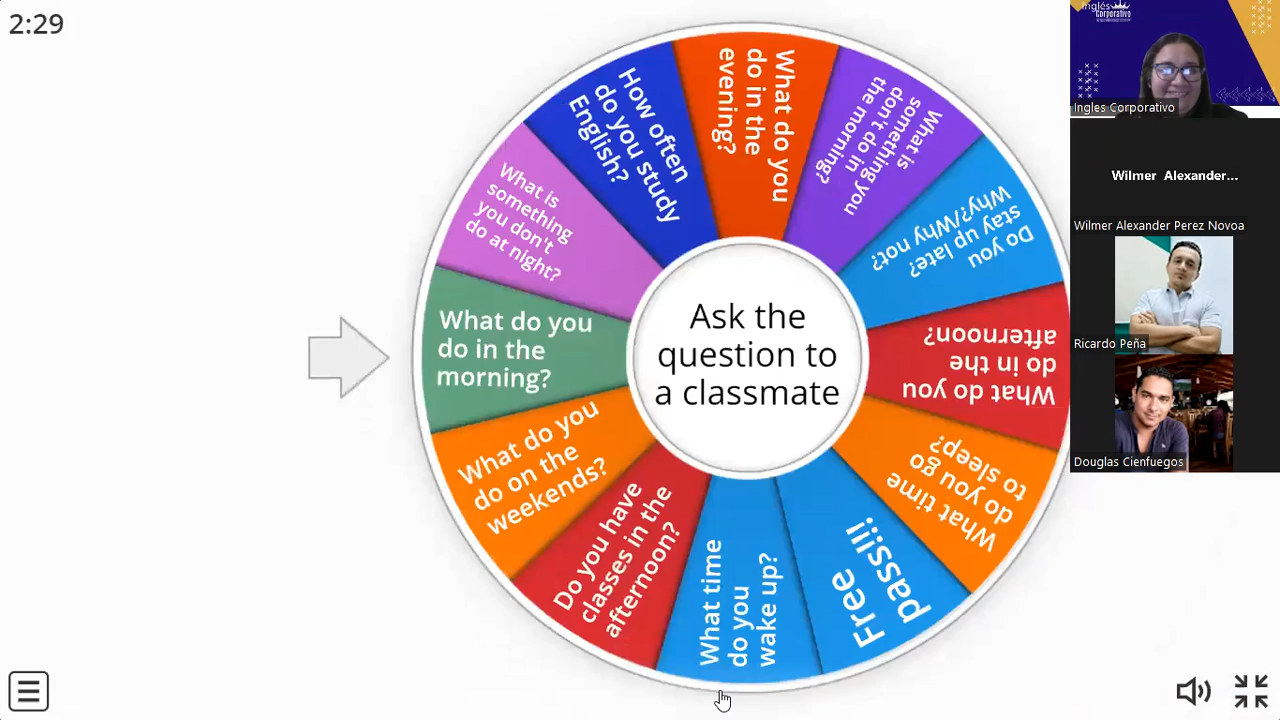 2:29
What do you
do in the
evening?
What is
something you
don't do in
the morning?
Do you
stay up late?
Why?/Why not?
What do you
do in the
afternoon?
What time
do you go
to sleep?
Free
pass!!!
What time
do you
wake up?
Do you have
classes in the
afternoon?
What do you
do on the
weekends?
What do you
do in the
morning?
What is
something
you don't
do at night?
How often
do you study
English?
Ask the
question to
a classmate
Inglés
Corporativo
Ingles Corporativo
Wilmer Alexander...
Wilmer Alexander Perez Novoa
Ricardo Peña
Douglas Cienfuegos